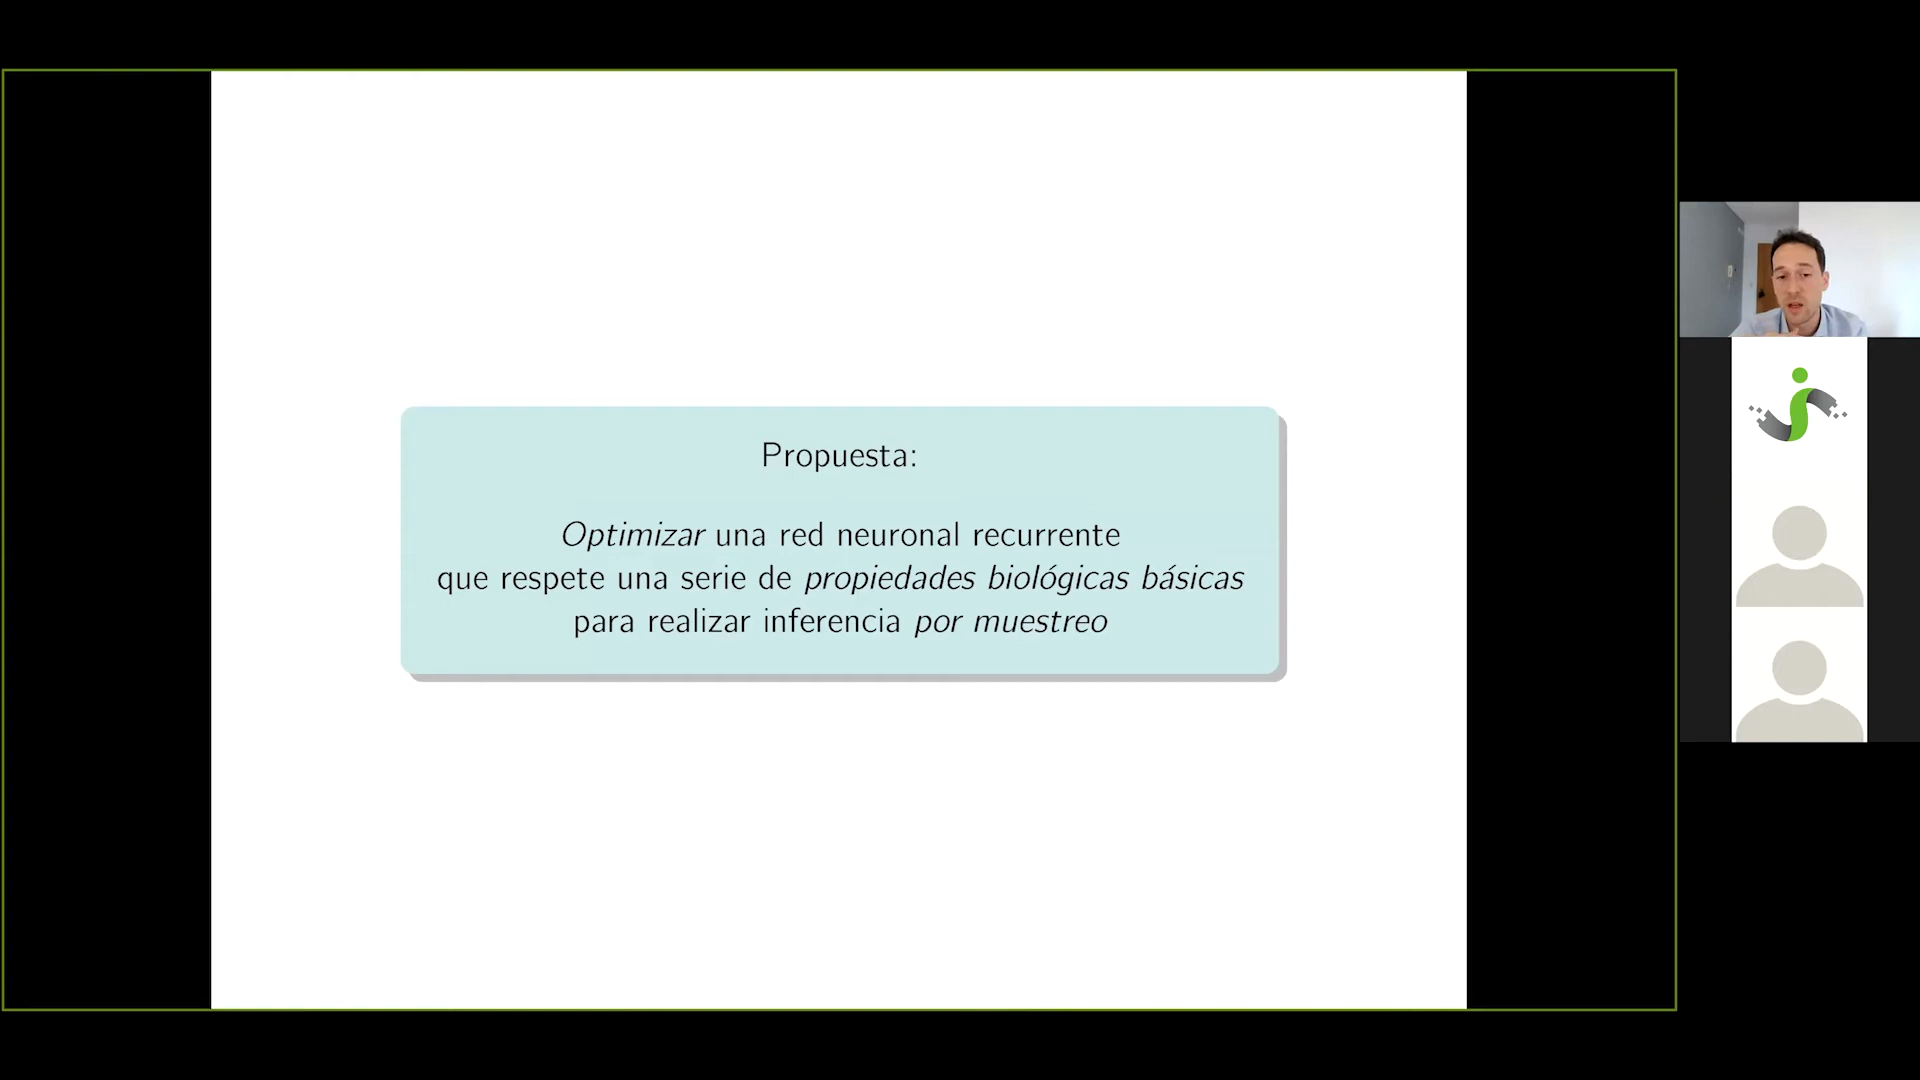 Propuesta:
Optimizar una red neuronal recurrente
que respete una serie de propiedades biológicas básicas
para realizar inferencia por muestreo